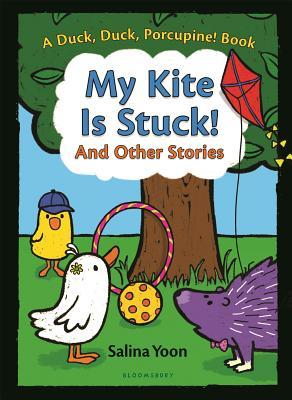 A Duck, Duck, Porcupine! Book
My Kite
Is Stuck!
And Other Stories
Salina Yoon
BLOOMSBURY